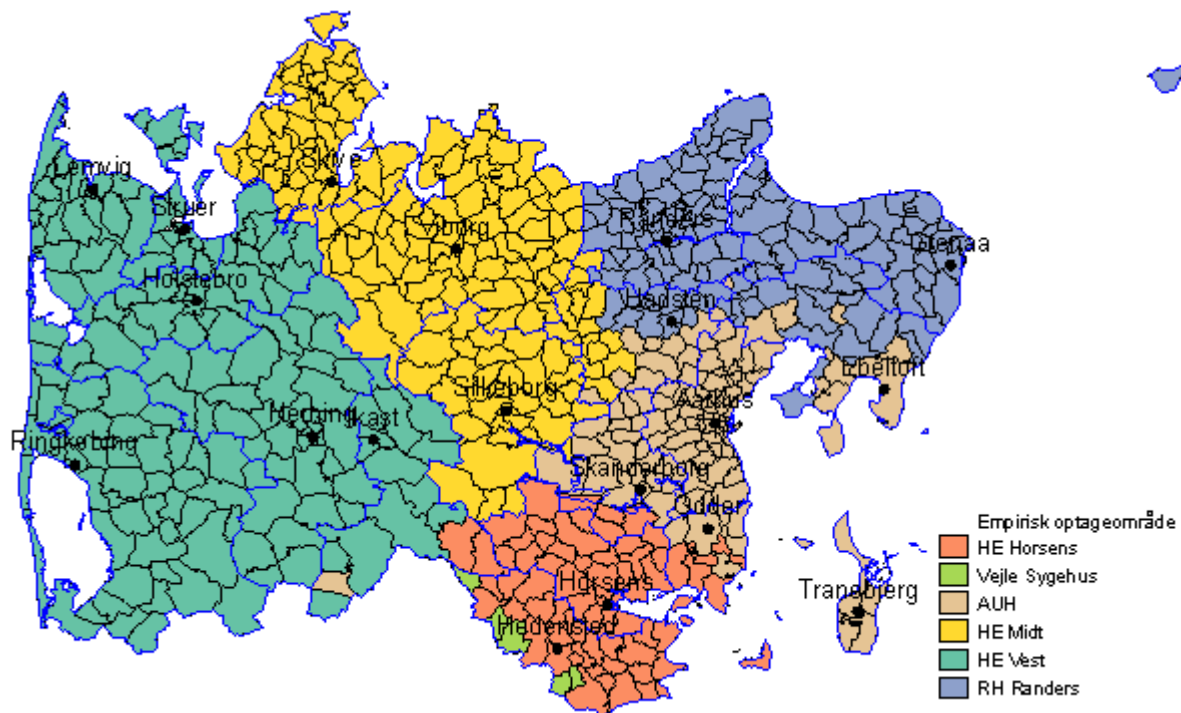 Skive
Lemvig
Struer
Viborg
Randers
Grenaa
Holstebro
Hadsten
Ebeltoft
Silkeborg
Aarhus
Herning
Ikast
Ringkøbing
Skanderborg
Odder
Horsens
Tranebjerg
Hedensted
Empirisk optageområde
HE Horsens
Vejle Sygehus
AUH
HE Midt
HE Vest
RH Randers